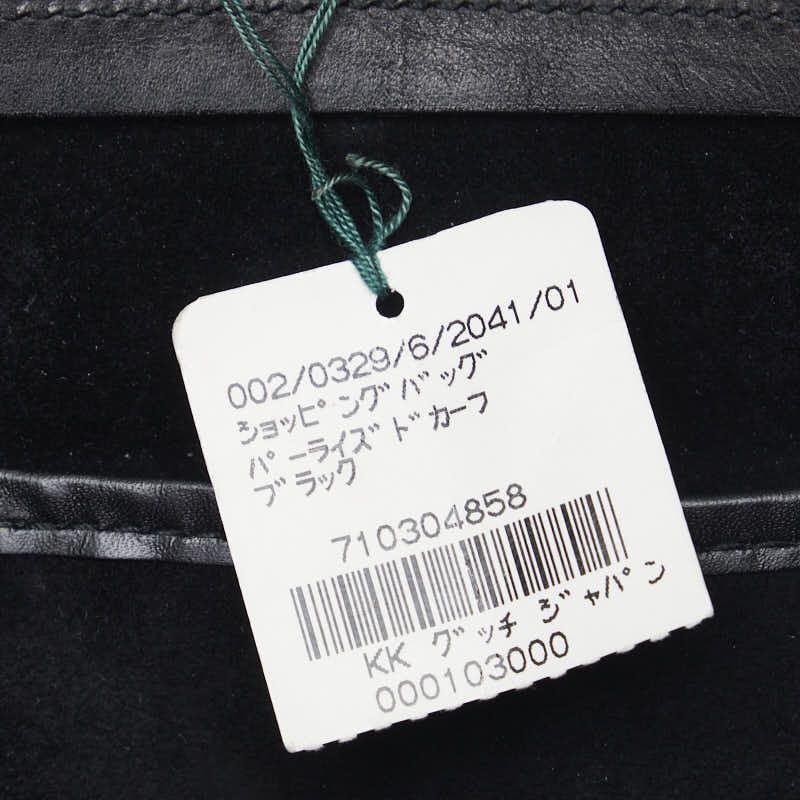 002/0329/6/2041/01
ショッピングバッグ
パーライズドカーフ
ブラック
710304858
KK グッチ ジャパン
000103000